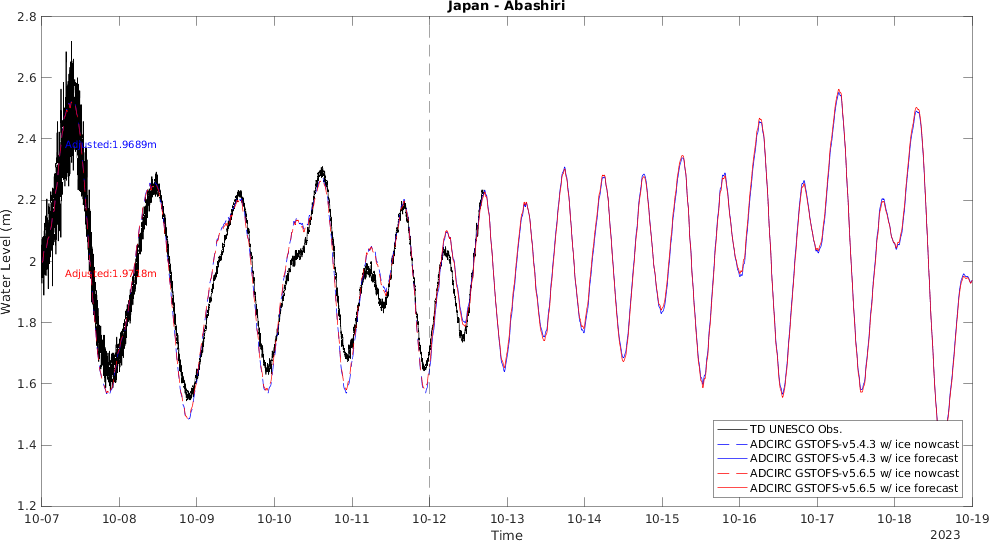 Japan - Abashiri
Water Level (m)
2.8
2.6
2.4
2.2
2
1.8
1.6
1.4
1.2
Adjusted:1.9689m
Adjusted:1.9718m
TD UNESCO Obs.
ADCIRC GSTOFS-v5.4.3 w/ ice nowcast
ADCIRC GSTOFS-v5.4.3 w/ ice forecast
ADCIRC GSTOFS-v5.6.5 w/ ice nowcast
ADCIRC GSTOFS-v5.6.5 w/ ice forecast
10-07 10-08 10-09 10-10 10-11 10-12 10-13 10-14 10-15 10-16 10-17 10-18 10-19
Time
2023